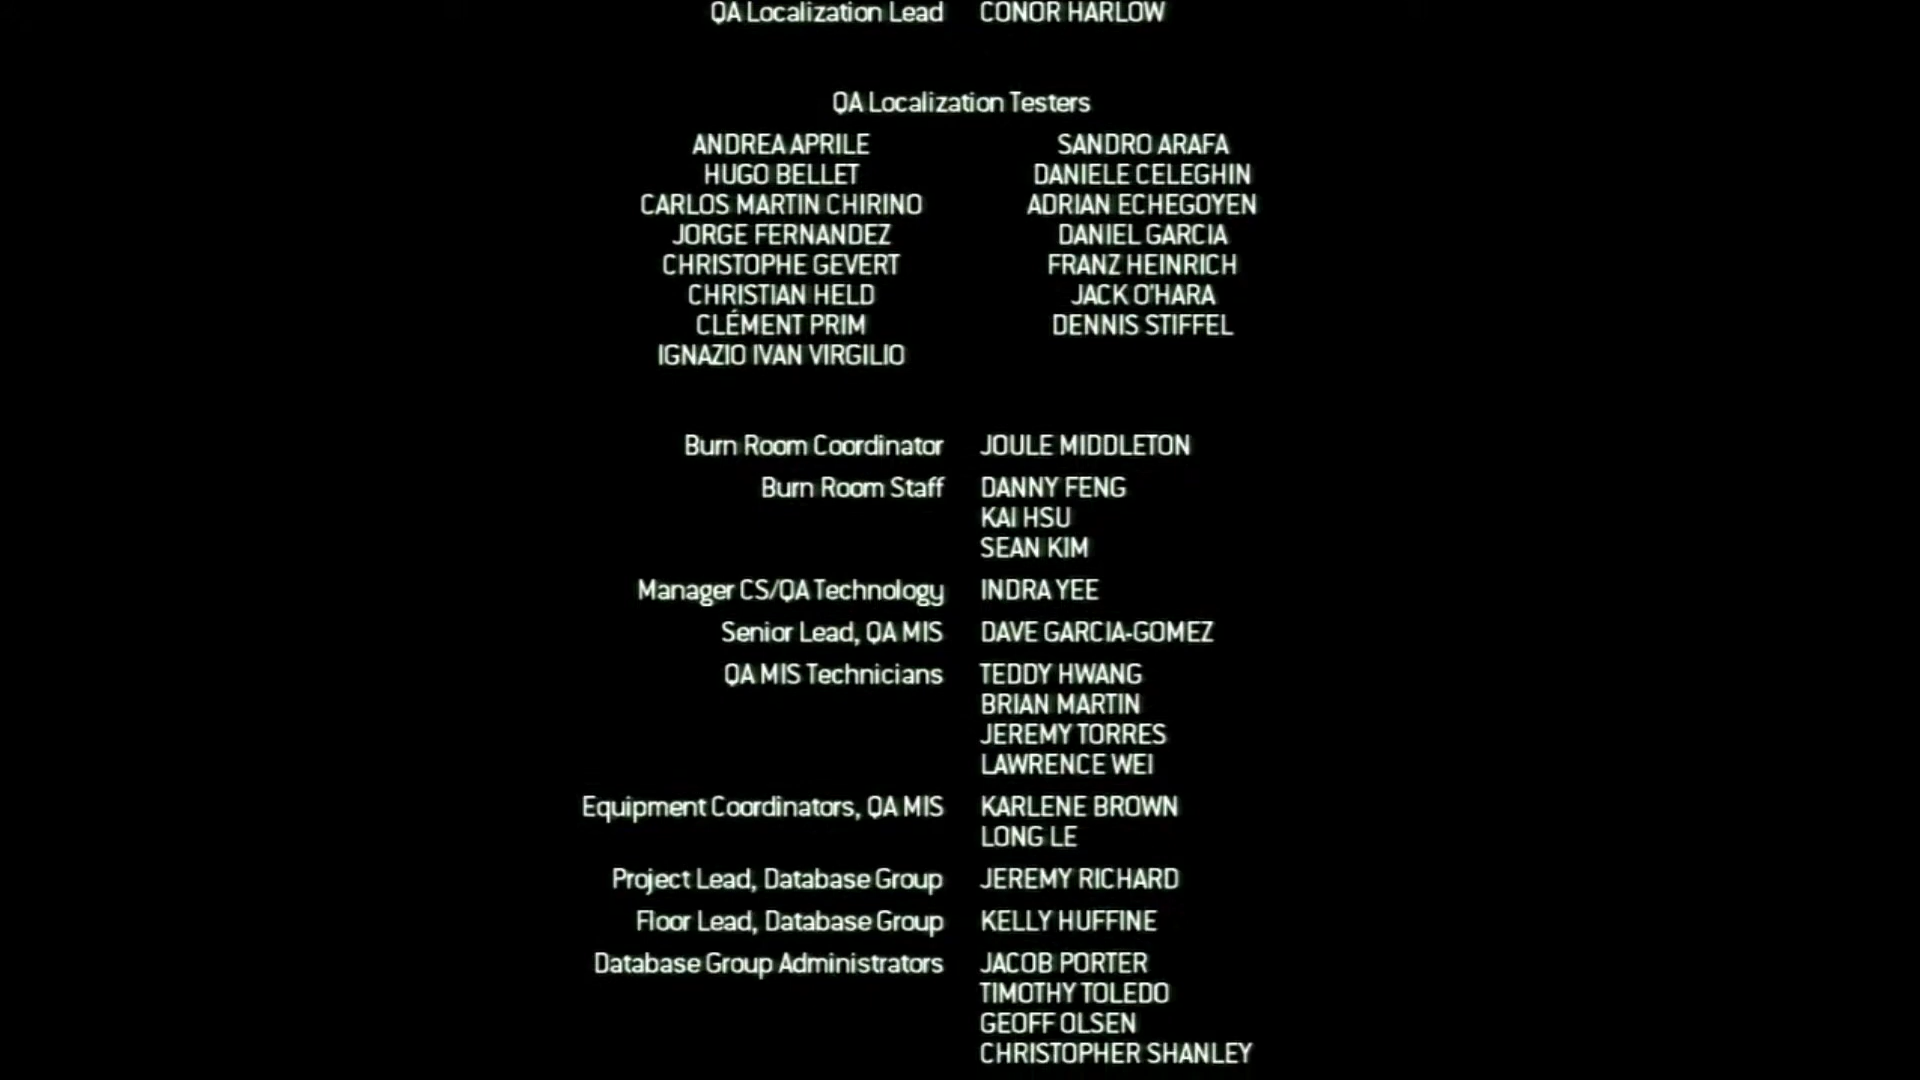 QA Localization Lead CONOR HARLOW
QA Localization Testers
ANDREA APRILE SANDRO ARAFA
HUGO BELLET DANIELE CELEGHIN
CARLOS MARTIN CHIRINO ADRIAN ECHEGOYEN
JORGE FERNANDEZ DANIEL GARCIA
CHRISTOPHE GEVERT FRANZ HEINRICH
CHRISTIAN HELD JACK O'HARA
CLÉMENT PRIM DENNIS STIFFEL
IGNAZIO IVAN VIRGILIO
Burn Room Coordinator JOULE MIDDLETON
Burn Room Staff DANNY FENG
KAI HSU
SEAN KIM
Manager CS/QA Technology INDRA YEE
Senior Lead, QA MIS DAVE GARCIA-GOMEZ
QA MIS Technicians TEDDY HWANG
BRIAN MARTIN
JEREMY TORRES
LAWRENCE WEI
Equipment Coordinators, QA MIS KARLENE BROWN
LONG LE
Project Lead, Database Group JEREMY RICHARD
Floor Lead, Database Group KELLY HUFFINE
Database Group Administrators JACOB PORTER
TIMOTHY TOLEDO
GEOFF OLSEN
CHRISTOPHER SHANLEY